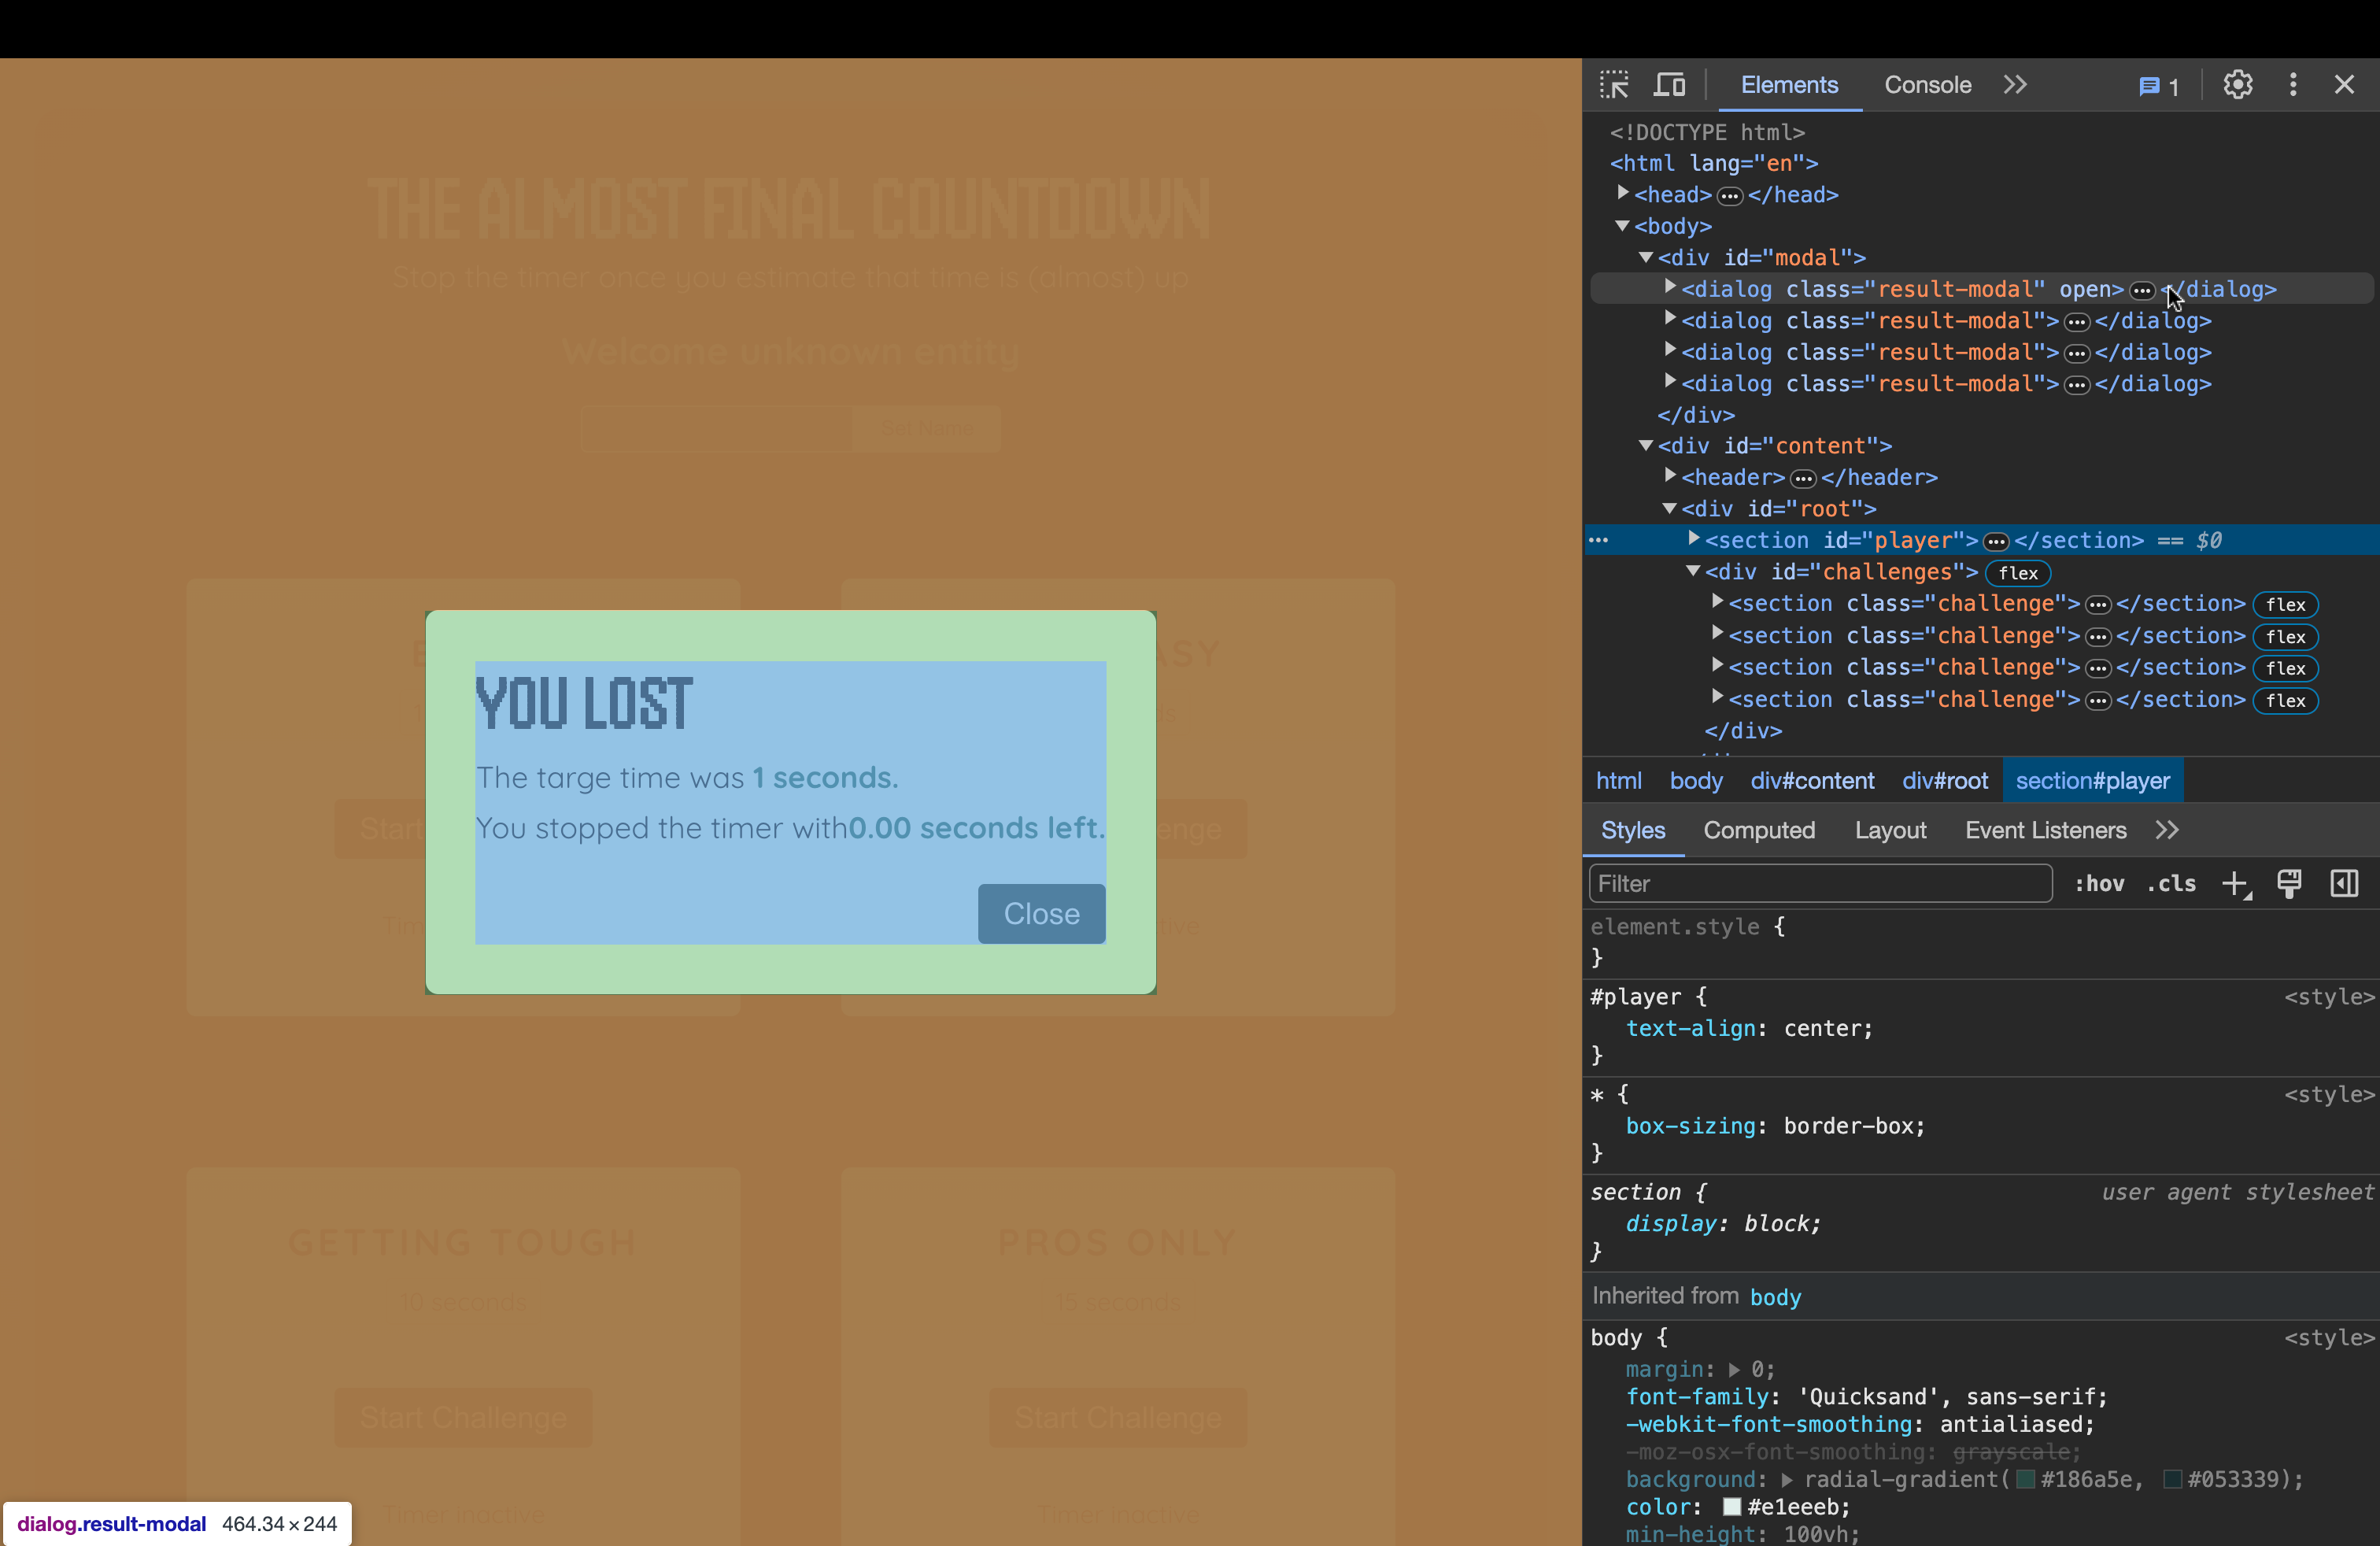 THE ALMOST FINAL COUNTDOWN
Stop the timer once you estimate that time is (almost) up
Welcome unknown entity
Set Name
ASY
YOU LOST
The targe time was 1 seconds.
You stopped the timer with0.00 seconds left.
Close
Start
enge
GETTING TOUGH
10 seconds
Start Challenge
Timer inactive
PROS ONLY
15 seconds
Start Challenge
Timer inactive
dialog.result-modal 464.34×244
Elements Console 1
<!DOCTYPE html>
<html lang="en">
<head> ••• </head>
<body>
<div id="modal">
<dialog class="result-modal" open> ••• </dialog>
<dialog class="result-modal"> ••• </dialog>
<dialog class="result-modal"> ••• </dialog>
<dialog class="result-modal"> ••• </dialog>
</div>
<div id="content">
<header> ••• </header>
<div id="root">
••• <section id="player"> ••• </section> == $0
<div id="challenges"> flex
<section class="challenge"> ••• </section> flex
<section class="challenge"> ••• </section> flex
<section class="challenge"> ••• </section> flex
<section class="challenge"> ••• </section> flex
</div>
html body div#content div#root section#player
Styles Computed Layout Event Listeners
Filter :hov .cls
element.style {
}
#player { <style>
text-align: center;
}
* { <style>
box-sizing: border-box;
}
section { user agent stylesheet
display: block;
}
Inherited from body
body { <style>
margin: 0;
font-family: 'Quicksand', sans-serif;
-webkit-font-smoothing: antialiased;
-moz-osx-font-smoothing: grayscale;
background: radial-gradient(#186a5e, #053339);
color: #e1eeeb;
min-height: 100vh;